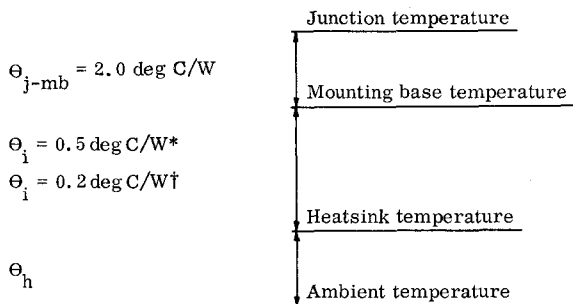 Junction temperature
Θj-mb = 2.0 deg C/W
Mounting base temperature
Θi = 0.5 deg C/W*
Θi = 0.2 deg C/W†
Heatsink temperature
Θh
Ambient temperature